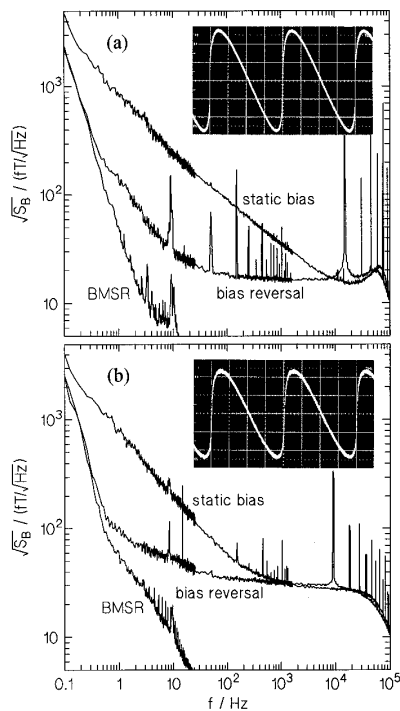 (a)
10³
10²
10
√S_B / (fT/√Hz)
static bias
BMSR
bias reversal
(b)
10³
10²
10
√S_B / (fT/√Hz)
static bias
bias reversal
BMSR
0.1 1 10 10² 10³ 10⁴ 10⁵
f / Hz